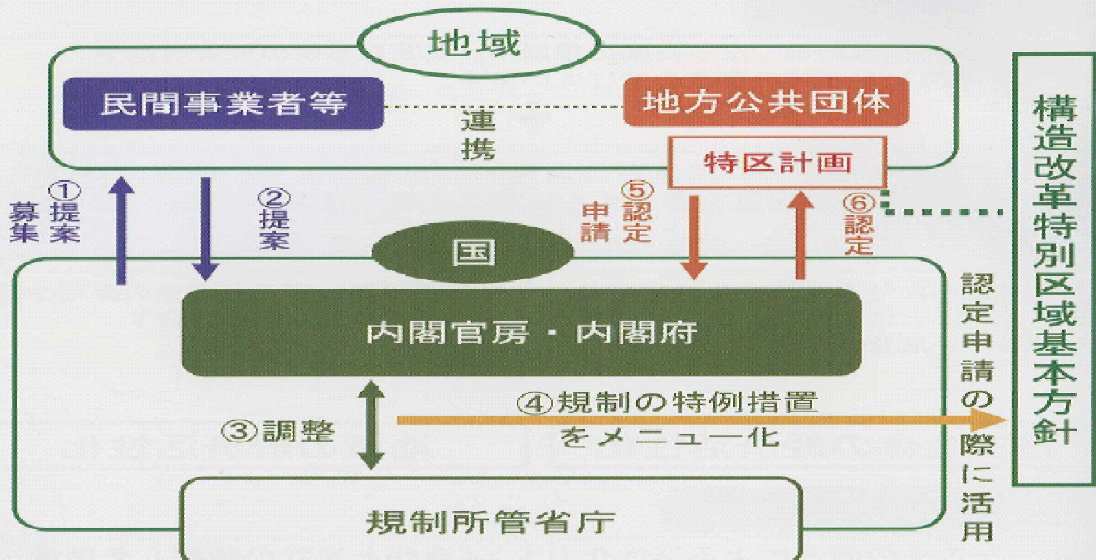 地域
民間事業者等
連携
地方公共団体
特区計画
①提案
募集
②提案
⑤認定
申請
⑥認定
国
内閣官房・内閣府
③調整
④規制の特例措置
をメニュー化
規制所管省庁
認定申請の際に活用
構造改革特別区域基本方針